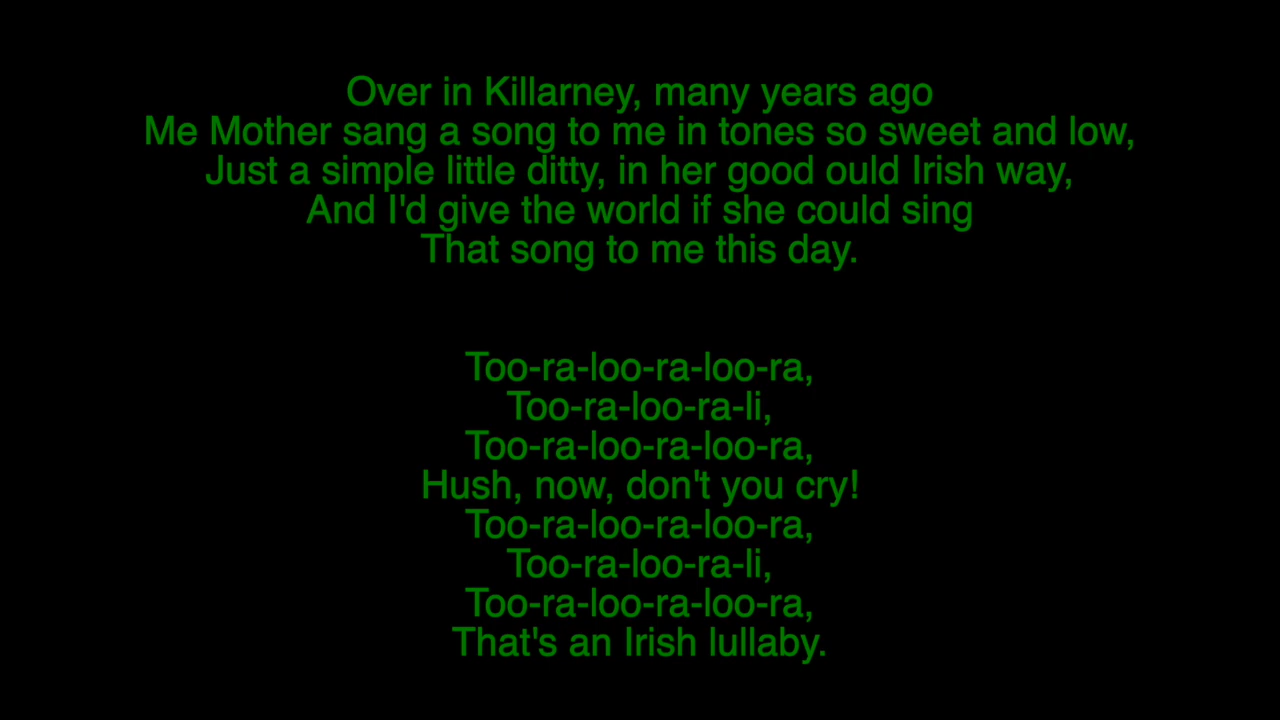 Over in Killarney, many years ago
Me Mother sang a song to me in tones so sweet and low,
Just a simple little ditty, in her good ould Irish way,
And I'd give the world if she could sing
That song to me this day.
Too-ra-loo-ra-loo-ra,
Too-ra-loo-ra-li,
Too-ra-loo-ra-loo-ra,
Hush, now, don't you cry!
Too-ra-loo-ra-loo-ra,
Too-ra-loo-ra-li,
Too-ra-loo-ra-loo-ra,
That's an Irish lullaby.